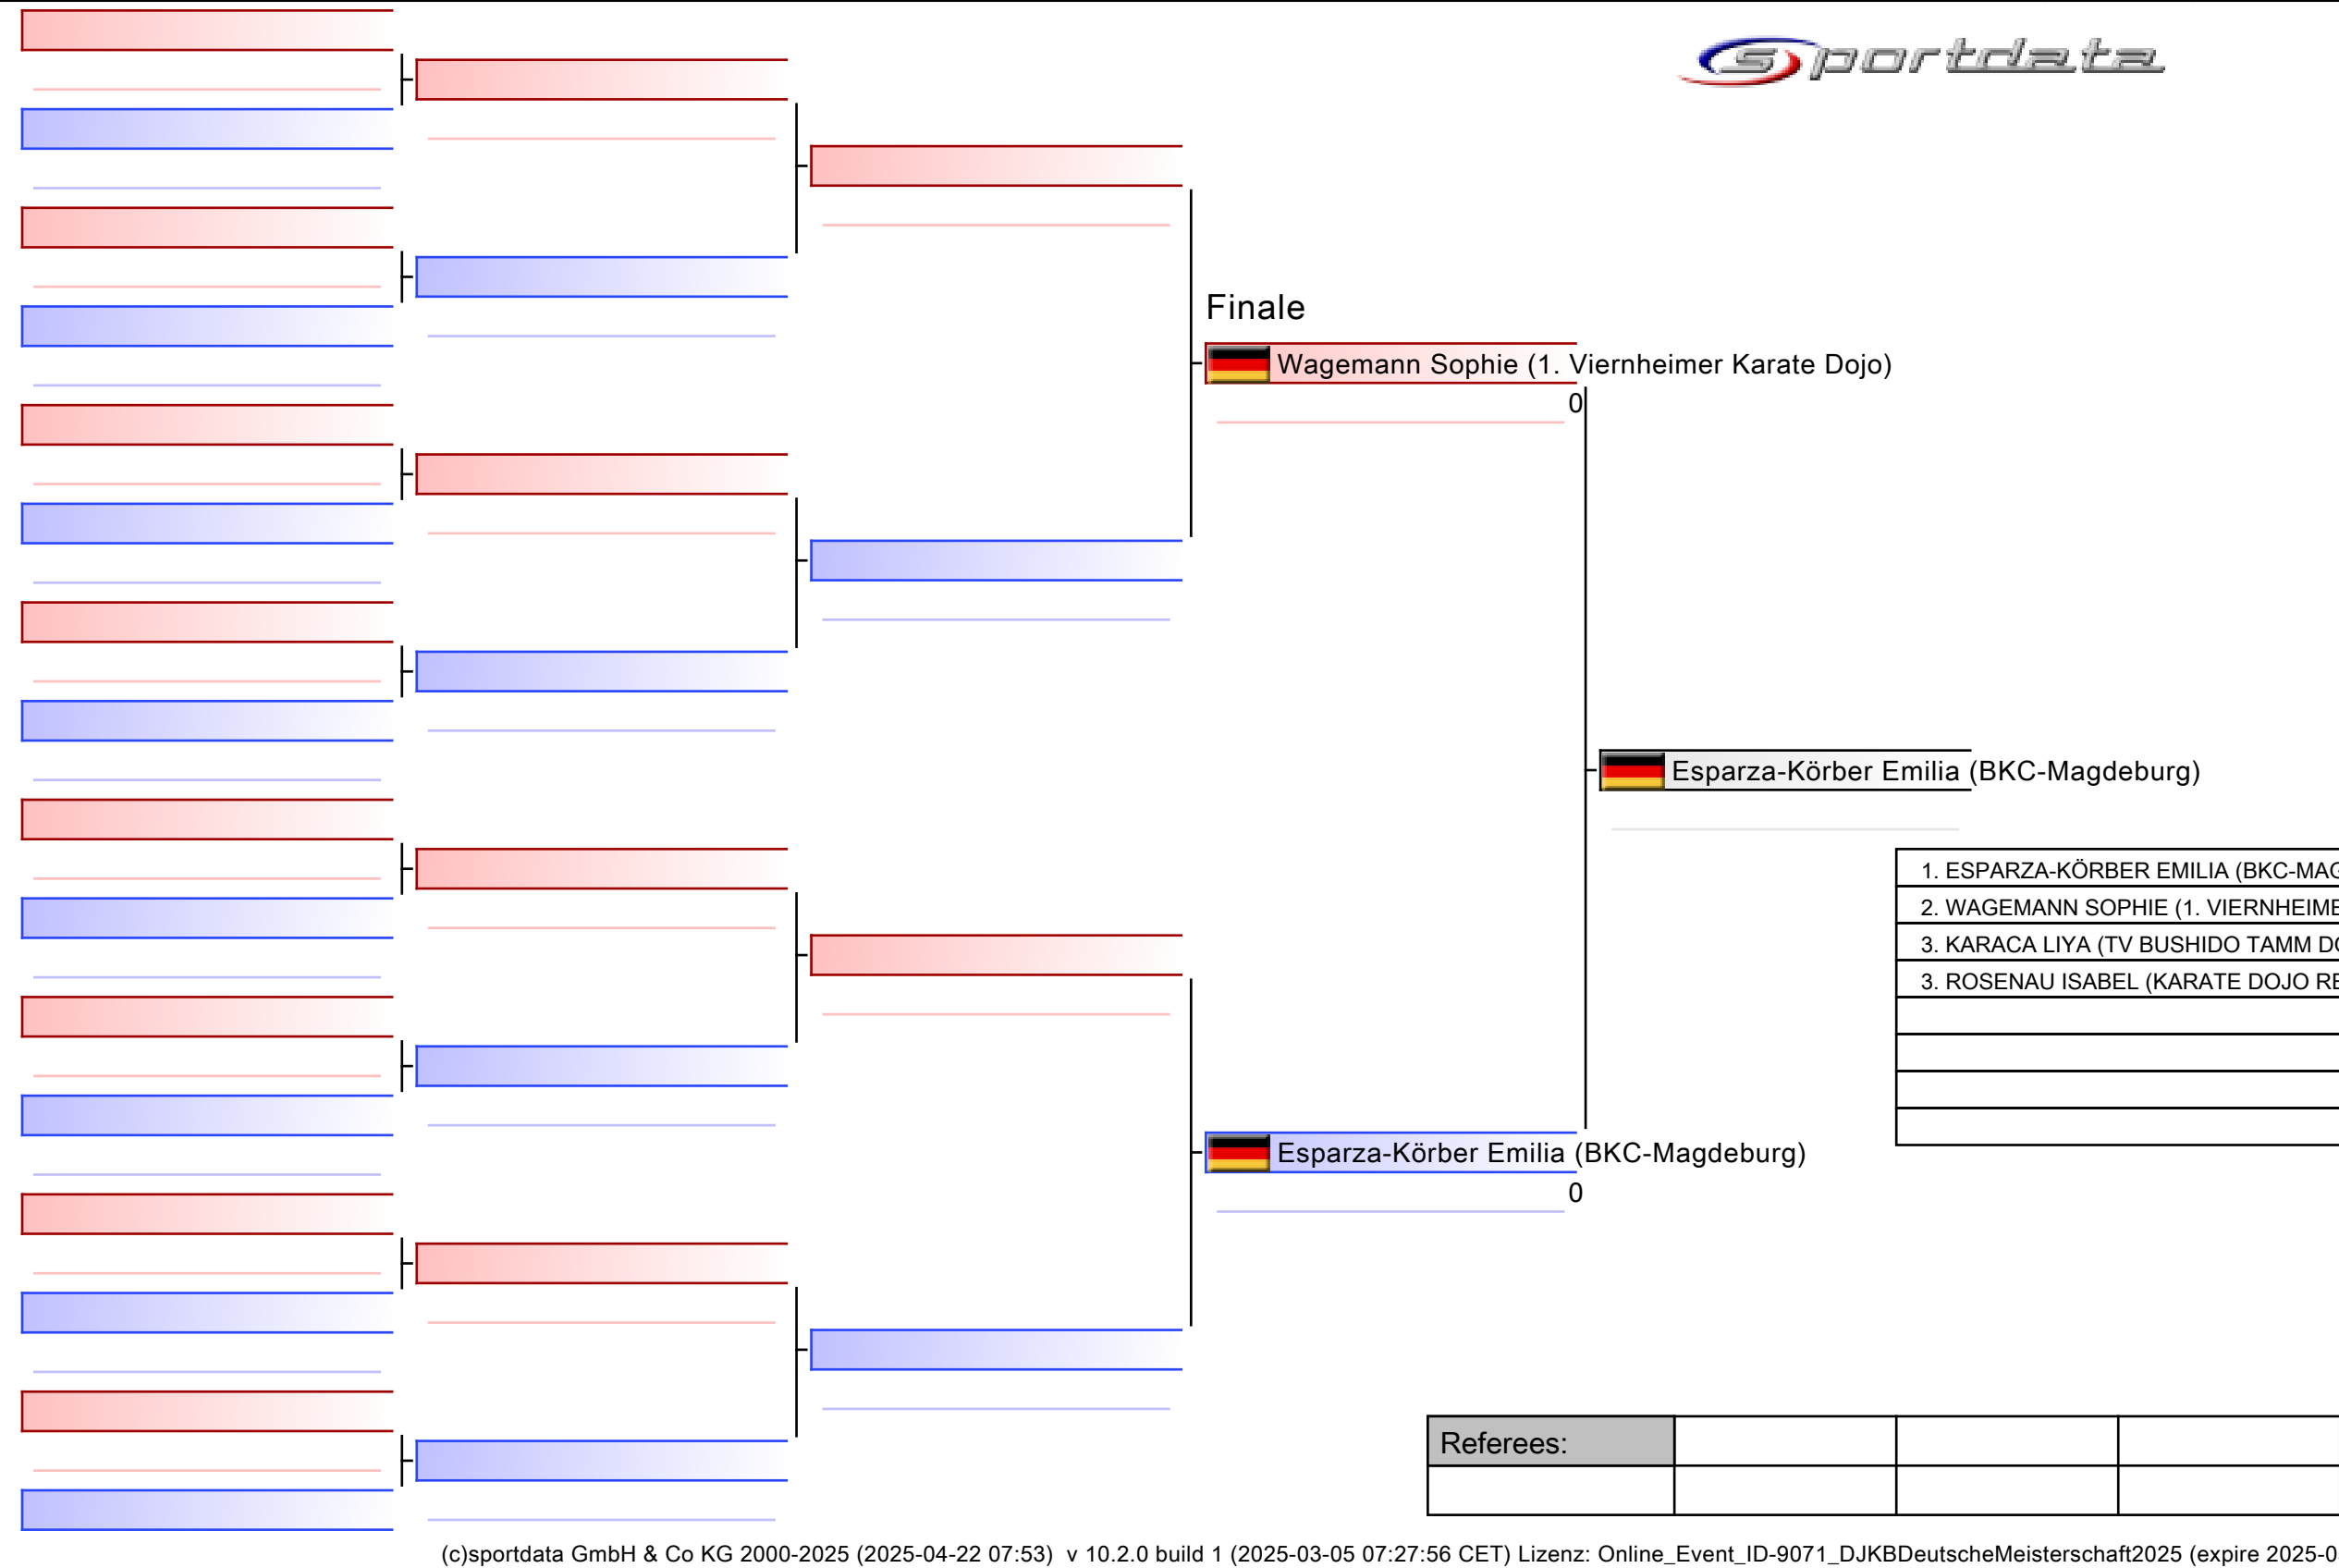 sportdata
Finale
Wagemann Sophie (1. Viernheimer Karate Dojo)
0
Esparza-Körber Emilia (BKC-Magdeburg)
1. ESPARZA-KÖRBER EMILIA (BKC-MAG
2. WAGEMANN SOPHIE (1. VIERNHEIME
3. KARACA LIYA (TV BUSHIDO TAMM DO
3. ROSENAU ISABEL (KARATE DOJO RE
Esparza-Körber Emilia (BKC-Magdeburg)
0
Referees:
(c)sportdata GmbH & Co KG 2000-2025 (2025-04-22 07:53) v 10.2.0 build 1 (2025-03-05 07:27:56 CET) Lizenz: Online_Event_ID-9071_DJKBDeutscheMeisterschaft2025 (expire 2025-0